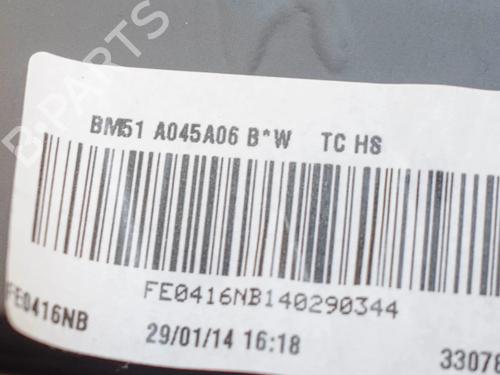 BM51 A045A06 B*W TC HS
FE0416NB140290344
FE0416NB
29/01/14 16:18
33078
B-PARTS